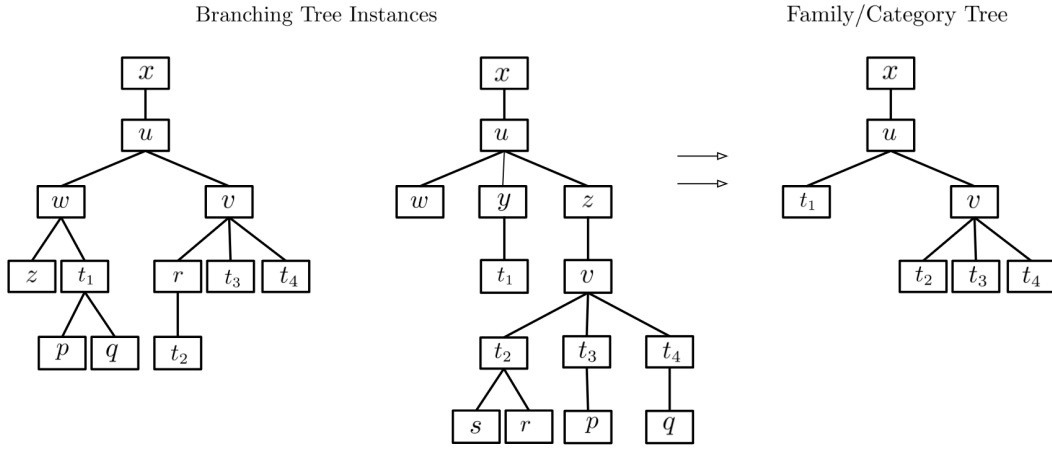 Branching Tree Instances Family/Category Tree
x x x
u u u
w v w y z t₁ v
z t₁ r t₃ t₄ t₁ v t₂ t₃ t₄
p q t₂ t₂ t₃ t₄
s r p q